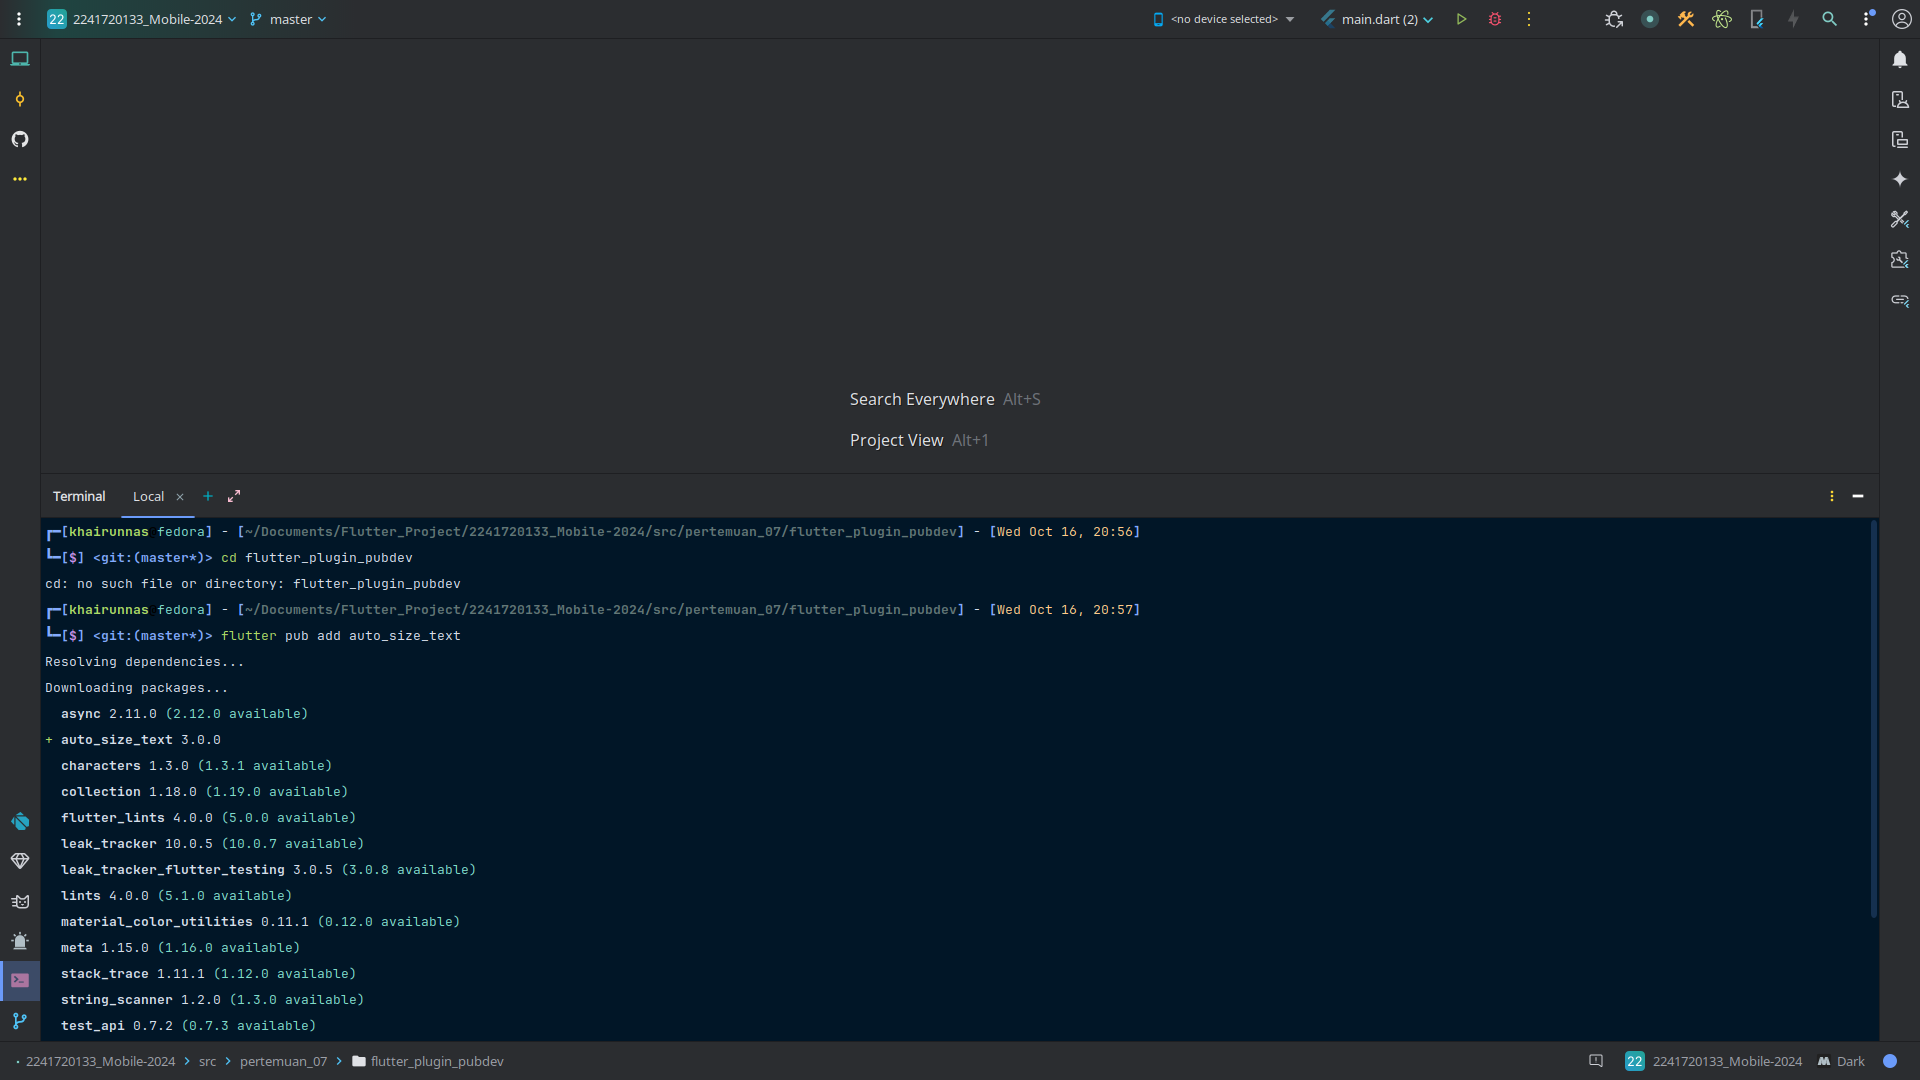 22 2241720133_Mobile-2024 master <no device selected> main.dart (2)
Search Everywhere Alt+S
Project View Alt+1
Terminal Local
┏━[khairunnas fedora] - [~/Documents/Flutter_Project/2241720133_Mobile-2024/src/pertemuan_07/flutter_plugin_pubdev] - [Wed Oct 16, 20:56]
┗━[$] <git:(master*)> cd flutter_plugin_pubdev
cd: no such file or directory: flutter_plugin_pubdev
┏━[khairunnas fedora] - [~/Documents/Flutter_Project/2241720133_Mobile-2024/src/pertemuan_07/flutter_plugin_pubdev] - [Wed Oct 16, 20:57]
┗━[$] <git:(master*)> flutter pub add auto_size_text
Resolving dependencies...
Downloading packages...
async 2.11.0 (2.12.0 available)
+ auto_size_text 3.0.0
characters 1.3.0 (1.3.1 available)
collection 1.18.0 (1.19.0 available)
flutter_lints 4.0.0 (5.0.0 available)
leak_tracker 10.0.5 (10.0.7 available)
leak_tracker_flutter_testing 3.0.5 (3.0.8 available)
lints 4.0.0 (5.1.0 available)
material_color_utilities 0.11.1 (0.12.0 available)
meta 1.15.0 (1.16.0 available)
stack_trace 1.11.1 (1.12.0 available)
string_scanner 1.2.0 (1.3.0 available)
test_api 0.7.2 (0.7.3 available)
2241720133_Mobile-2024 > src > pertemuan_07 > flutter_plugin_pubdev 22 2241720133_Mobile-2024 Dark